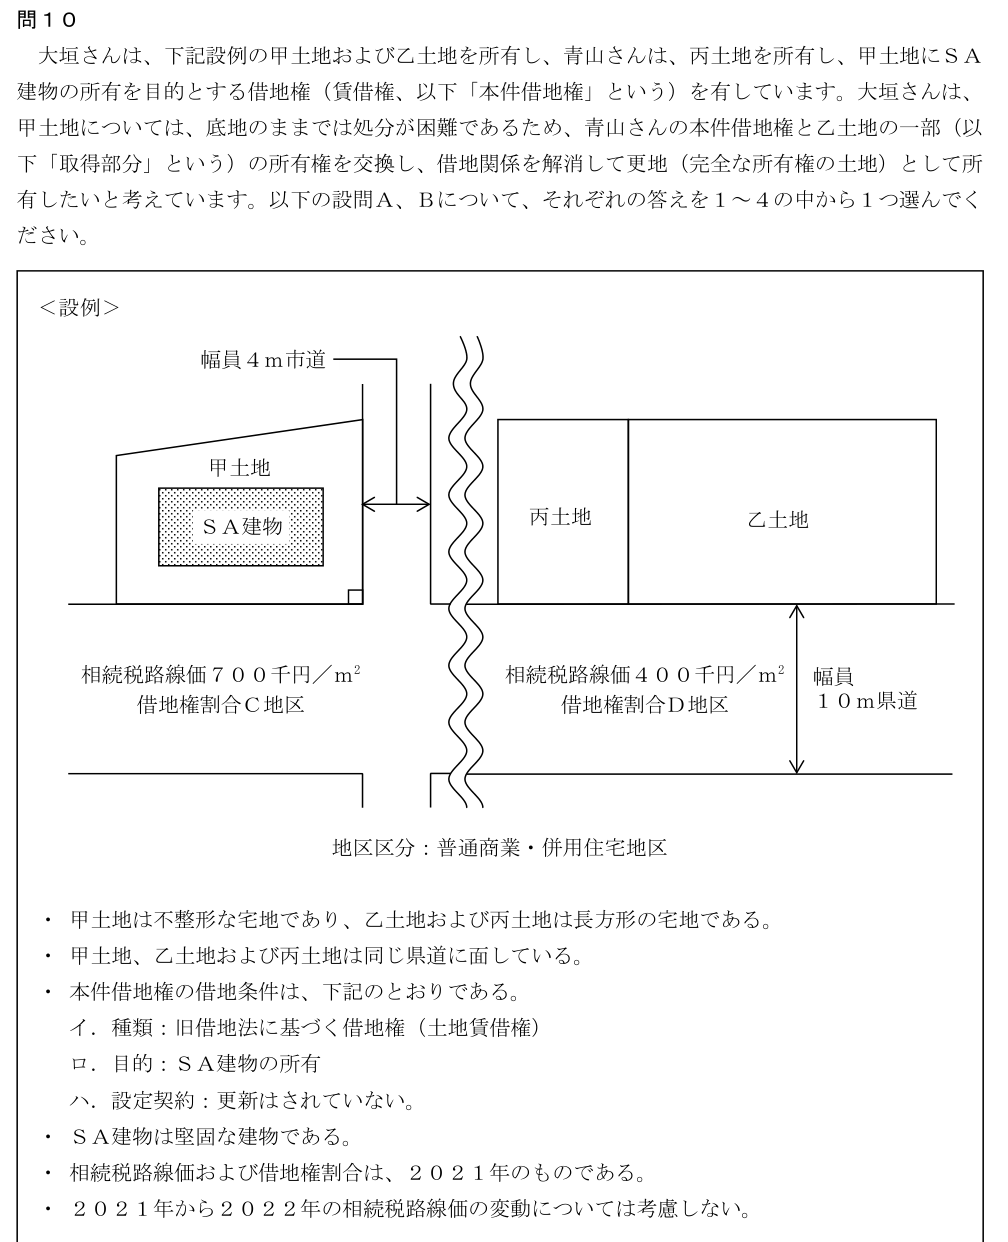 問１０
大垣さんは、下記設例の甲土地および乙土地を所有し、青山さんは、丙土地を所有し、甲土地にＳＡ
建物の所有を目的とする借地権（賃借権、以下「本件借地権」という）を有しています。大垣さんは、
甲土地については、底地のままでは処分が困難であるため、青山さんの本件借地権と乙土地の一部（以
下「取得部分」という）の所有権を交換し、借地関係を解消して更地（完全な所有権の土地）として所
有したいと考えています。以下の設問Ａ、Ｂについて、それぞれの答えを１～４の中から１つ選んでく
ださい。
＜設例＞
幅員４ｍ市道
甲土地
ＳＡ建物
丙土地
乙土地
相続税路線価７００千円／ｍ²
借地権割合Ｃ地区
相続税路線価４００千円／ｍ²
借地権割合Ｄ地区
幅員
１０ｍ県道
地区区分：普通商業・併用住宅地区
・ 甲土地は不整形な宅地であり、乙土地および丙土地は長方形の宅地である。
・ 甲土地、乙土地および丙土地は同じ県道に面している。
・ 本件借地権の借地条件は、下記のとおりである。
イ．種類：旧借地法に基づく借地権（土地賃借権）
ロ．目的：ＳＡ建物の所有
ハ．設定契約：更新はされていない。
・ ＳＡ建物は堅固な建物である。
・ 相続税路線価および借地権割合は、２０２１年のものである。
・ ２０２１年から２０２２年の相続税路線価の変動については考慮しない。